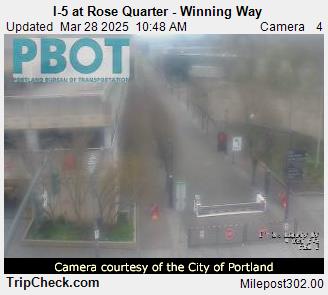 I-5 at Rose Quarter - Winning Way
Updated Mar 28 2025 10:48 AM Camera 4
PBOT
PORTLAND BUREAU OF TRANSPORTATION
Camera courtesy of the City of Portland
TripCheck.com Milepost302.00